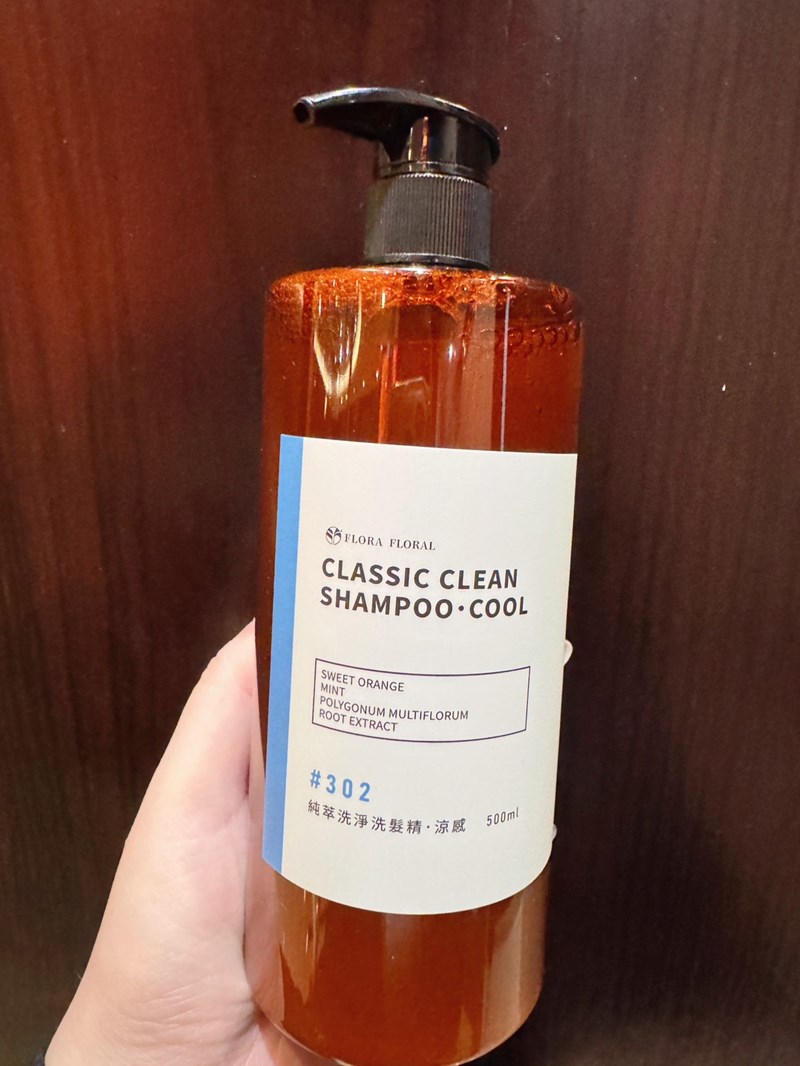 FLORA FLORAL
CLASSIC CLEAN
SHAMPOO·COOL
SWEET ORANGE
MINT
POLYGONUM MULTIFLORUM
ROOT EXTRACT
#302
純萃洗淨洗髮精·涼感 500ml